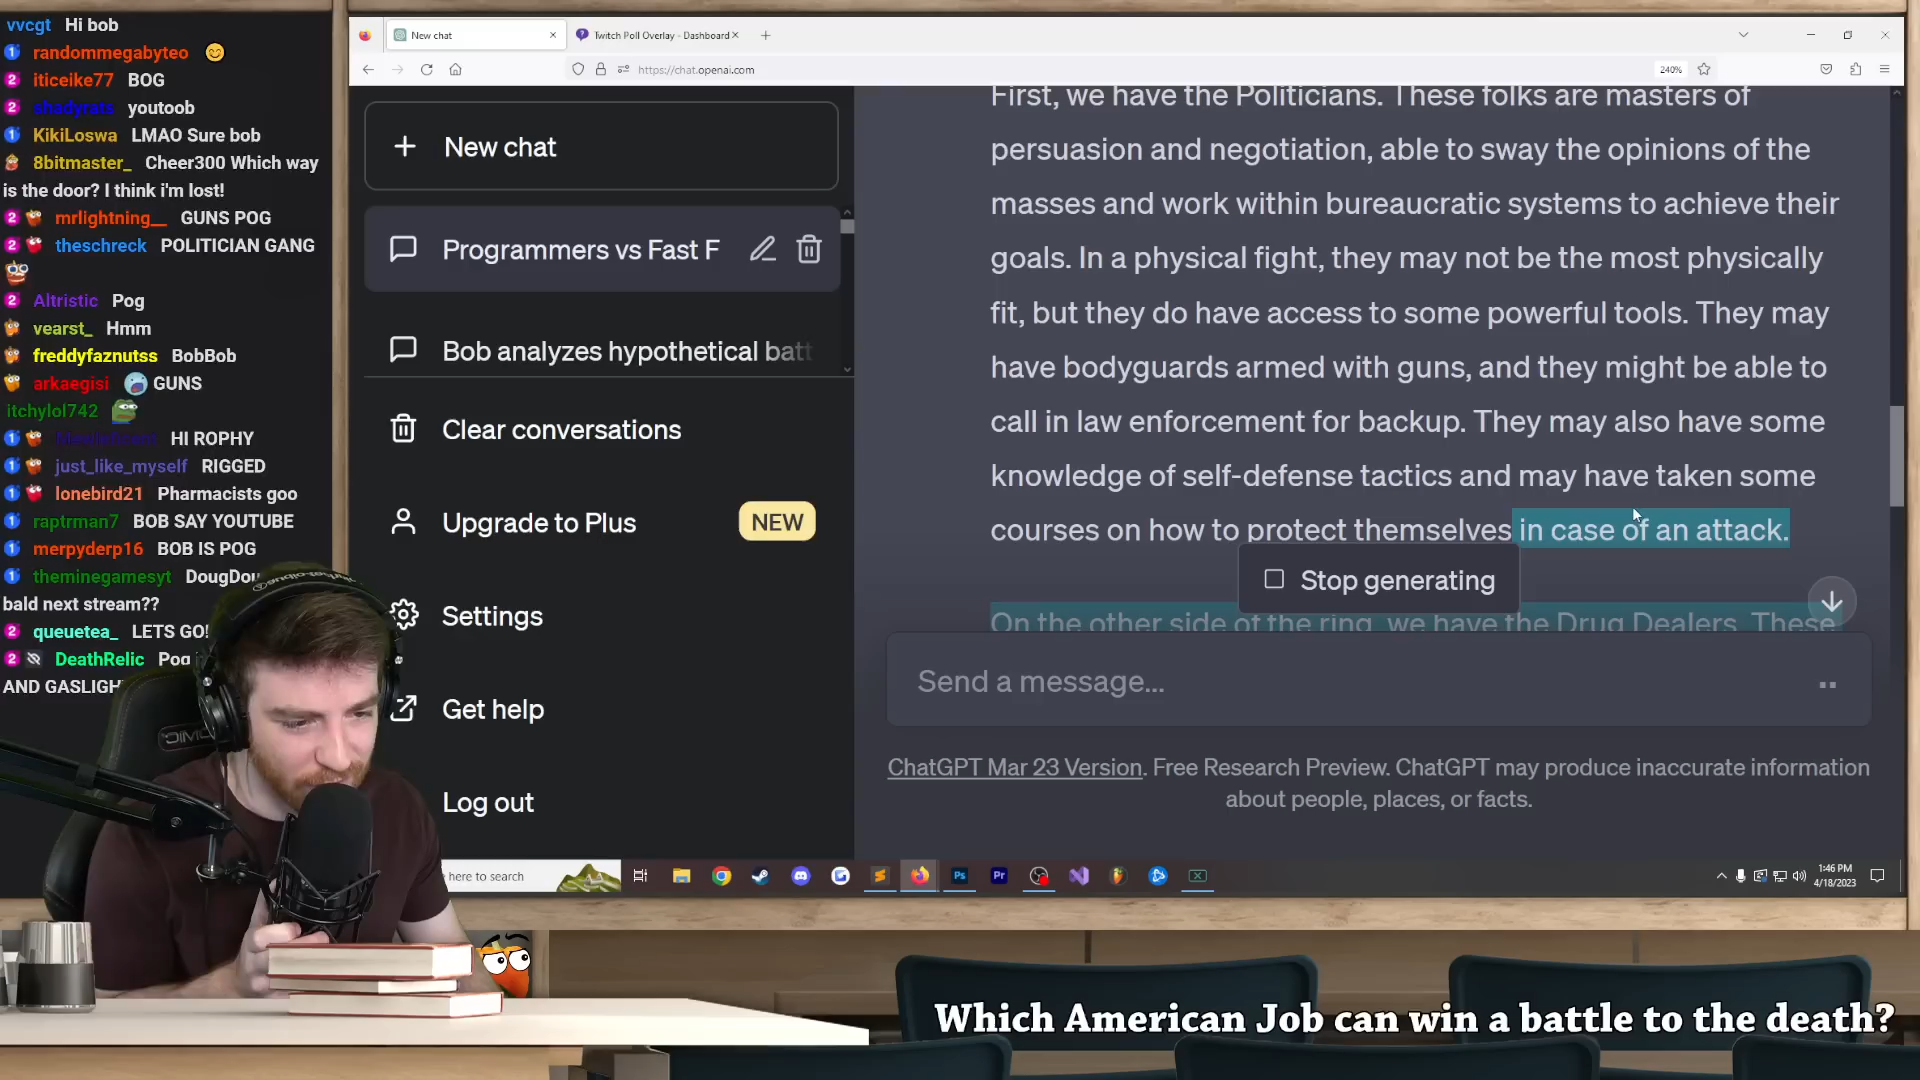 vvcgt Hi bob
randommegabyteo
iticeike77 BOG
shadyrats youtoob
KikiLoswa LMAO Sure bob
8bitmaster_ Cheer300 Which way
is the door? I think i'm lost!
mrlightning__ GUNS POG
theschreck POLITICIAN GANG
Altristic Pog
vearst_ Hmm
freddyfaznutss BobBob
arkaegisi GUNS
itchylol742
HI ROPHY
just_like_myself RIGGED
lonebird21 Pharmacists goo
raptrman7 BOB SAY YOUTUBE
merpyderp16 BOB IS POG
theminegamesyt DougDou
bald next stream??
queuetea_ LETS GO!
DeathRelic Pog
AND GASLIGH
New chat
Twitch Poll Overlay - Dashboard
https://chat.openai.com
240%
New chat
Programmers vs Fast F
Bob analyzes hypothetical batt
Clear conversations
Upgrade to Plus NEW
Settings
Get help
Log out
First, we have the Politicians. These folks are masters of
persuasion and negotiation, able to sway the opinions of the
masses and work within bureaucratic systems to achieve their
goals. In a physical fight, they may not be the most physically
fit, but they do have access to some powerful tools. They may
have bodyguards armed with guns, and they might be able to
call in law enforcement for backup. They may also have some
knowledge of self-defense tactics and may have taken some
courses on how to protect themselves in case of an attack.
Stop generating
On the other side of the ring, we have the Drug Dealers. These
Send a message...
ChatGPT Mar 23 Version. Free Research Preview. ChatGPT may produce inaccurate information
about people, places, or facts.
here to search
Ps
Pr
1:46 PM
4/18/2023
Which American Job can win a battle to the death?